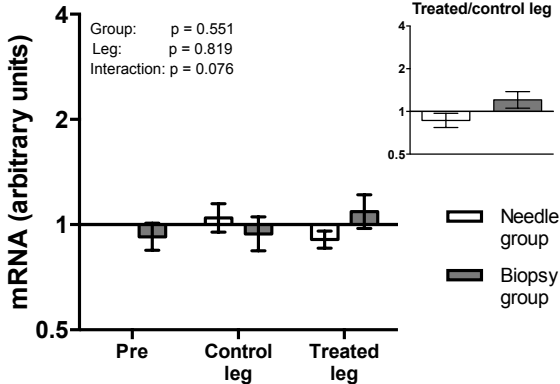 Group: p = 0.551
Leg: p = 0.819
Interaction: p = 0.076
mRNA (arbitrary units)
4
2
1
0.5
Pre
Control
leg
Treated
leg
Treated/control leg
4
2
1
0.5
Needle
group
Biopsy
group